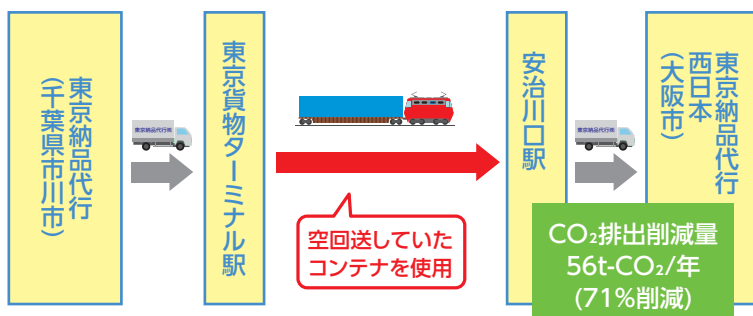 東京納品代行
(千葉県市川市)
東京納品代行㈱
東京貨物ターミナル駅
空回送していた
コンテナを使用
安治川口駅
東京納品代行㈱
東京納品代行
西日本
(大阪市)
CO₂排出削減量
56t-CO₂/年
(71%削減)